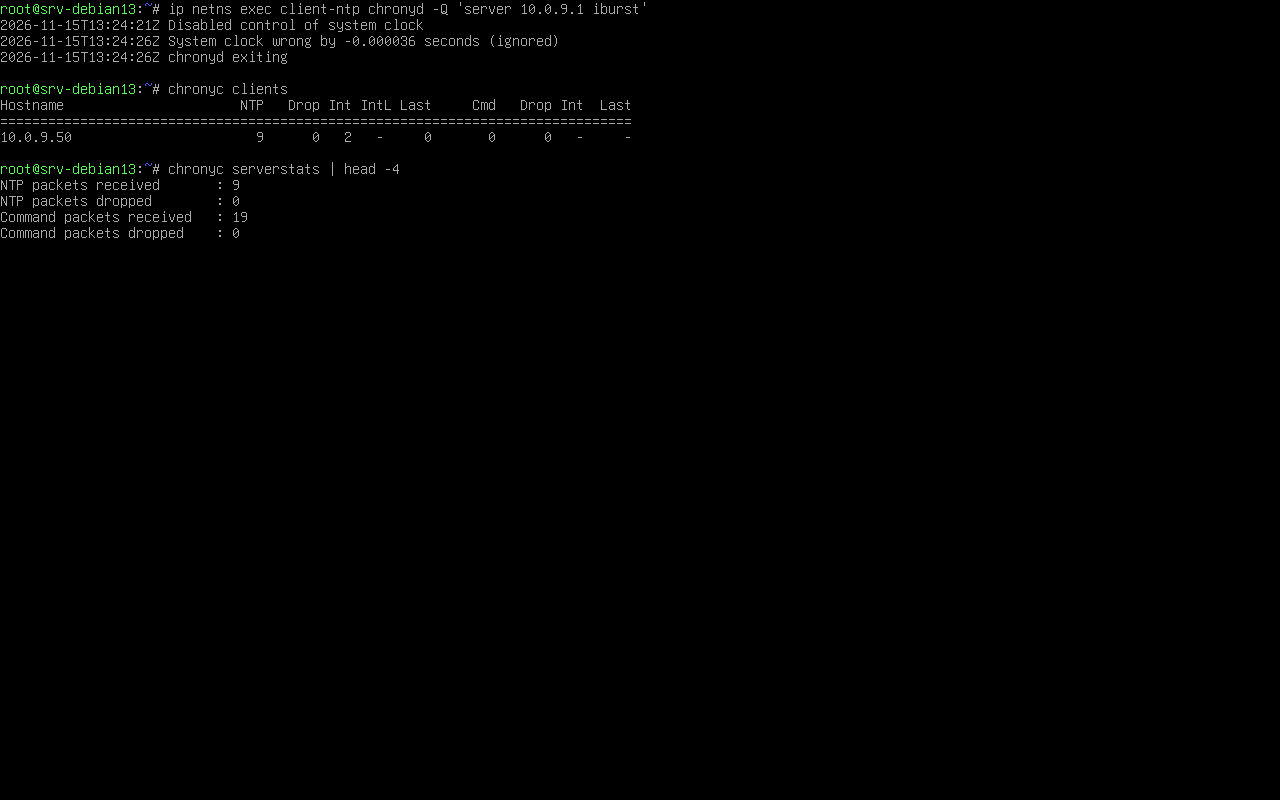 root@srv-debian13:~# ip netns exec client-ntp chronyd -Q 'server 10.0.9.1 iburst'
2026-11-15T13:24:21Z Disabled control of system clock
2026-11-15T13:24:26Z System clock wrong by -0.000036 seconds (ignored)
2026-11-15T13:24:26Z chronyd exiting
root@srv-debian13:~# chronyc clients
Hostname                      NTP   Drop Int IntL Last     Cmd   Drop Int  Last
===============================================================================
10.0.9.50                       9      0   2   -     0       0      0   -     -
root@srv-debian13:~# chronyc serverstats | head -4
NTP packets received       : 9
NTP packets dropped        : 0
Command packets received   : 19
Command packets dropped    : 0